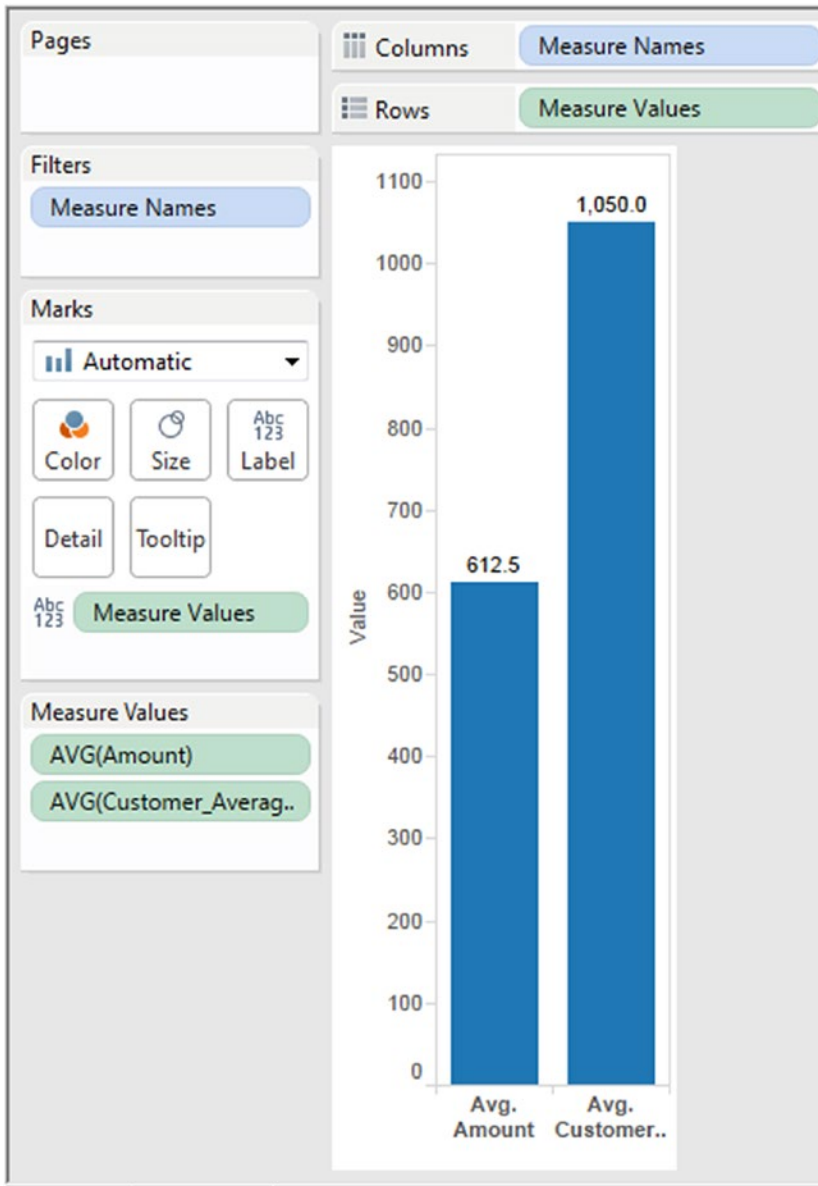 Pages
Columns
Measure Names
Rows
Measure Values
Filters
Measure Names
Marks
Automatic
Color
Size
Abc
123
Label
Detail
Tooltip
Abc
123
Measure Values
Measure Values
AVG(Amount)
AVG(Customer_Averag..
1100
1000
900
800
700
600
500
400
300
200
100
0
Value
612.5
1,050.0
Avg.
Amount
Avg.
Customer..